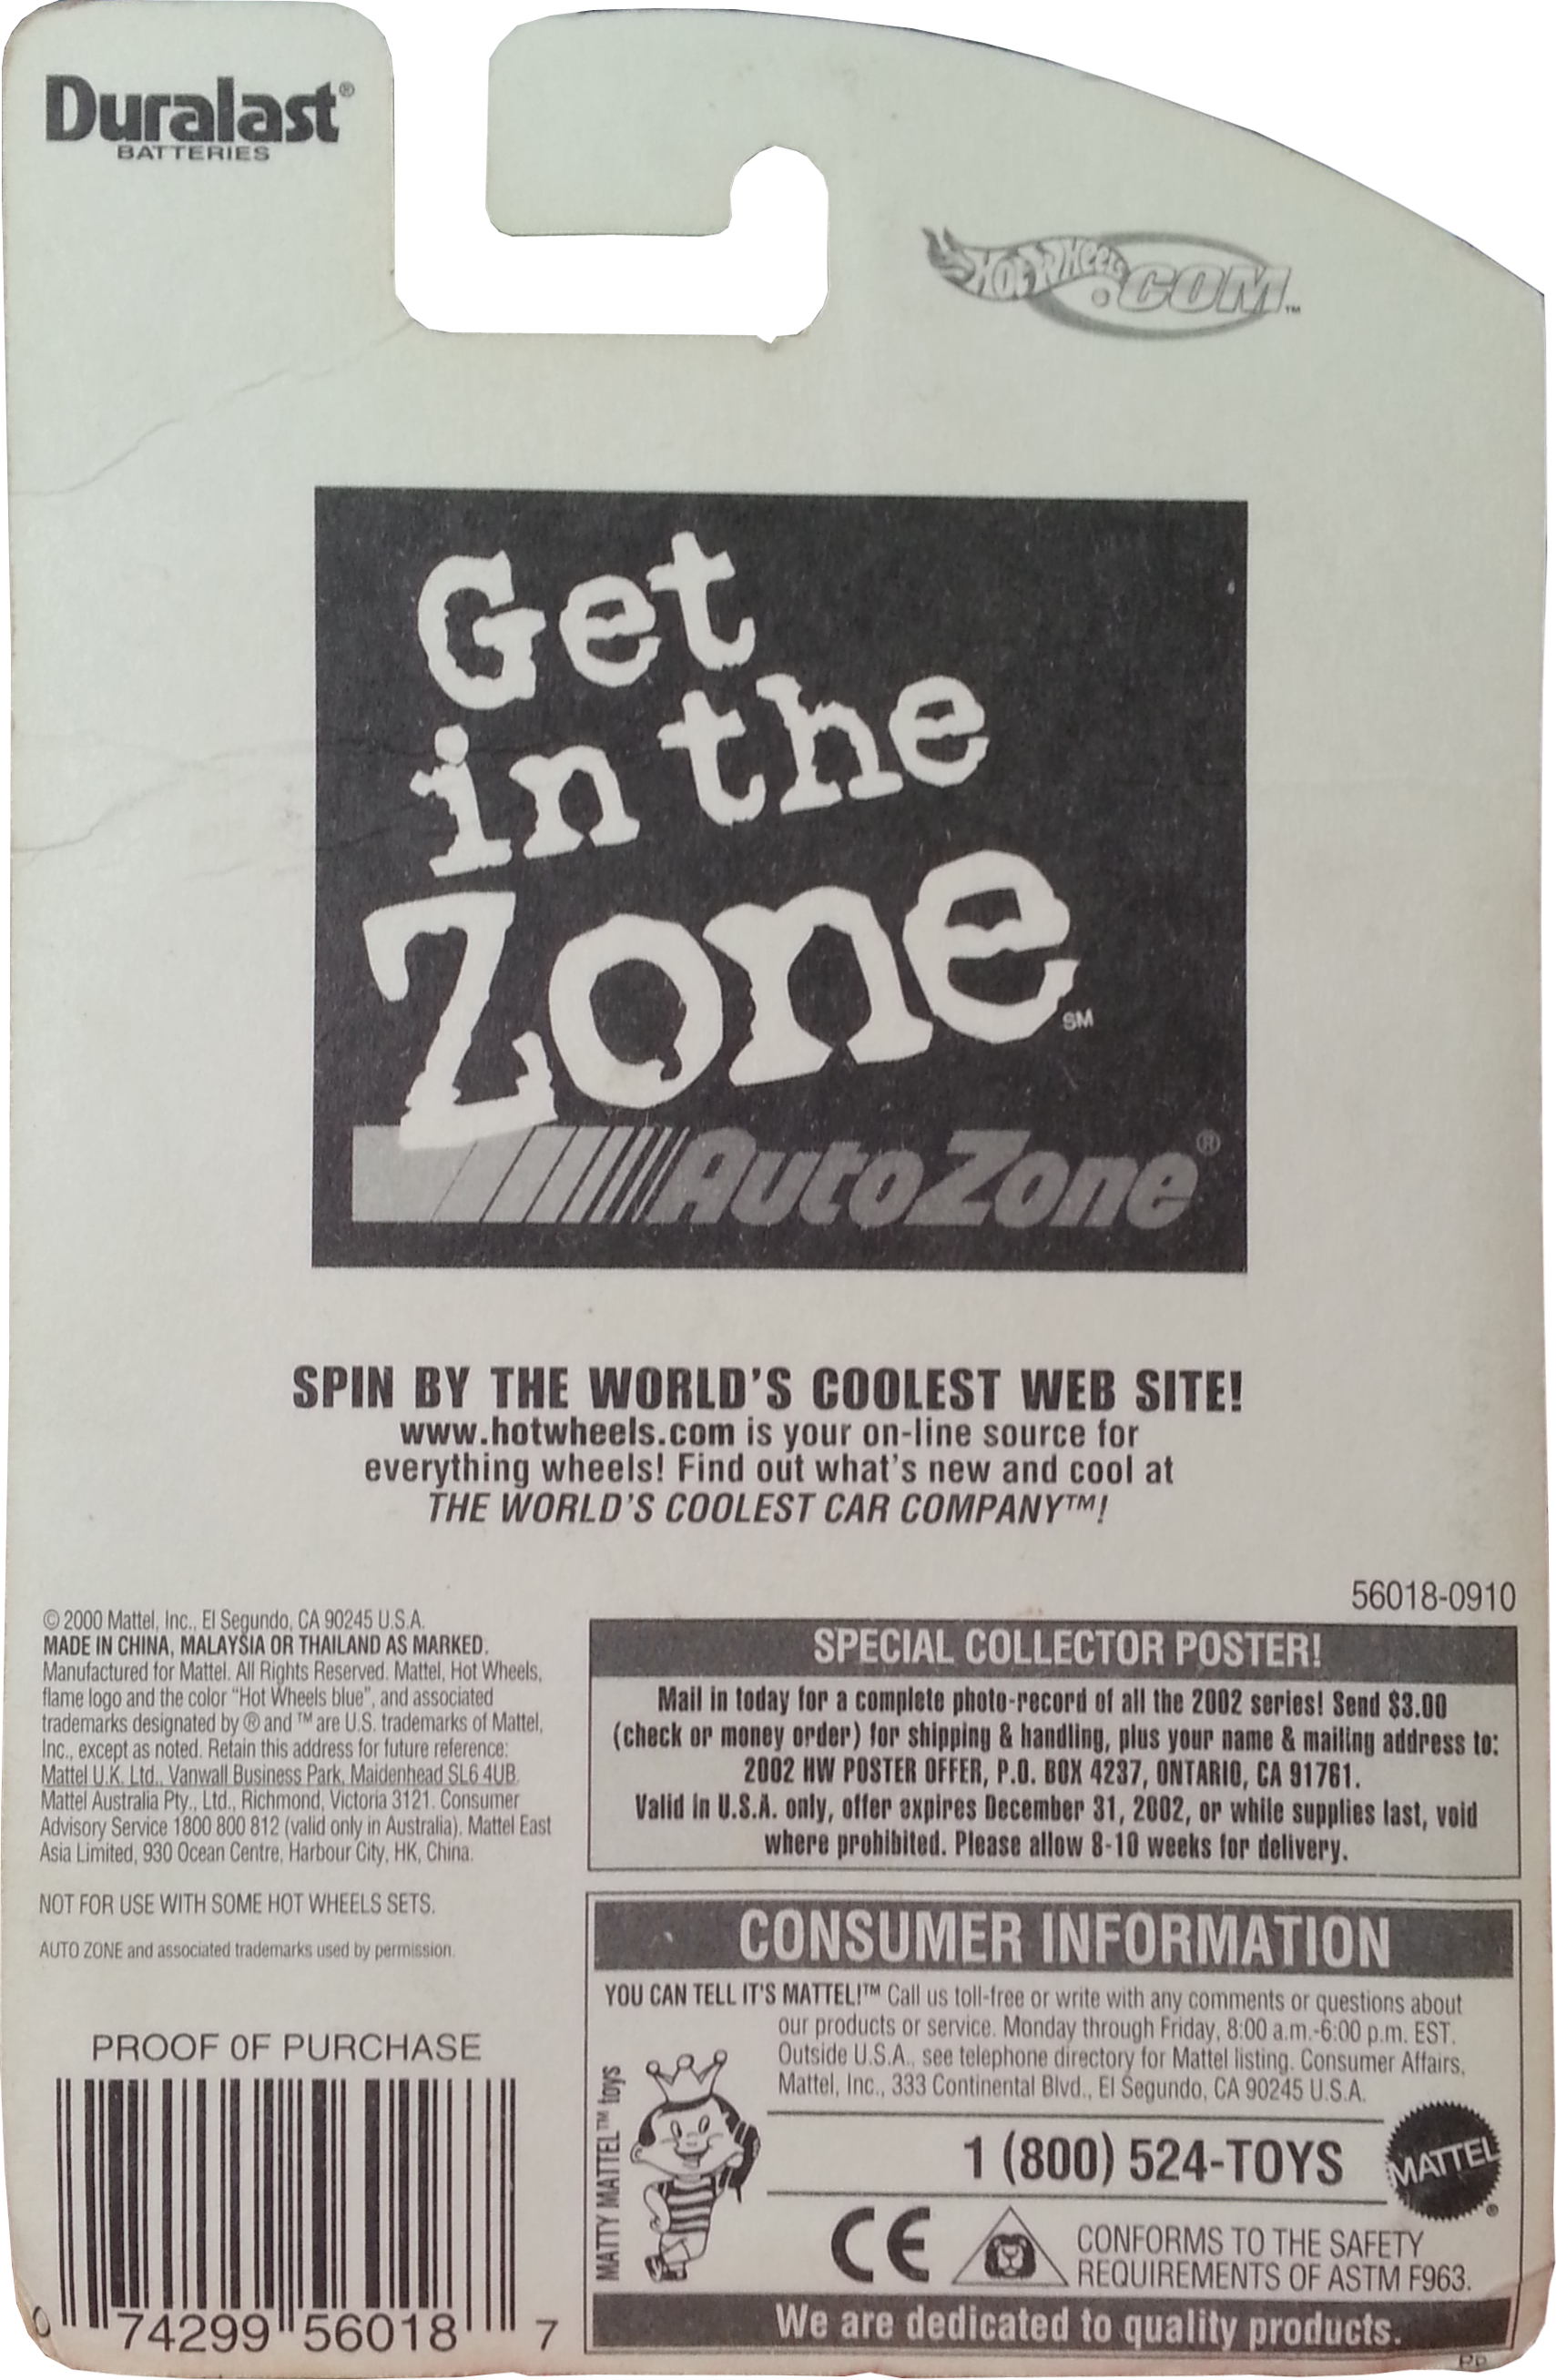 Duralast®
BATTERIES
HOT WHEELS.COM™
Get
in the
Zone SM
AutoZone®
SPIN BY THE WORLD'S COOLEST WEB SITE!
www.hotwheels.com is your on-line source for
everything wheels! Find out what's new and cool at
THE WORLD'S COOLEST CAR COMPANY™!
56018-0910
© 2000 Mattel, Inc., El Segundo, CA 90245 U.S.A.
MADE IN CHINA, MALAYSIA OR THAILAND AS MARKED.
Manufactured for Mattel. All Rights Reserved. Mattel, Hot Wheels,
flame logo and the color "Hot Wheels blue", and associated
trademarks designated by ® and ™ are U.S. trademarks of Mattel,
Inc., except as noted. Retain this address for future reference:
Mattel U.K. Ltd., Vanwall Business Park, Maidenhead SL6 4UB.
Mattel Australia Pty., Ltd., Richmond, Victoria 3121. Consumer
Advisory Service 1800 800 812 (valid only in Australia). Mattel East
Asia Limited, 930 Ocean Centre, Harbour City, HK, China.
NOT FOR USE WITH SOME HOT WHEELS SETS.
AUTO ZONE and associated trademarks used by permission.
PROOF OF PURCHASE
0 74299 56018 7
SPECIAL COLLECTOR POSTER!
Mail in today for a complete photo-record of all the 2002 series! Send $3.00
(check or money order) for shipping & handling, plus your name & mailing address to:
2002 HW POSTER OFFER, P.O. BOX 4237, ONTARIO, CA 91761.
Valid in U.S.A. only, offer expires December 31, 2002, or while supplies last, void
where prohibited. Please allow 8-10 weeks for delivery.
CONSUMER INFORMATION
YOU CAN TELL IT'S MATTEL!™ Call us toll-free or write with any comments or questions about
our products or service. Monday through Friday, 8:00 a.m.-6:00 p.m. EST.
Outside U.S.A., see telephone directory for Mattel listing. Consumer Affairs,
Mattel, Inc., 333 Continental Blvd., El Segundo, CA 90245 U.S.A.
MATTY MATTEL™ toys
1 (800) 524-TOYS
MATTEL®
CE
CONFORMS TO THE SAFETY
REQUIREMENTS OF ASTM F963.
We are dedicated to quality products.